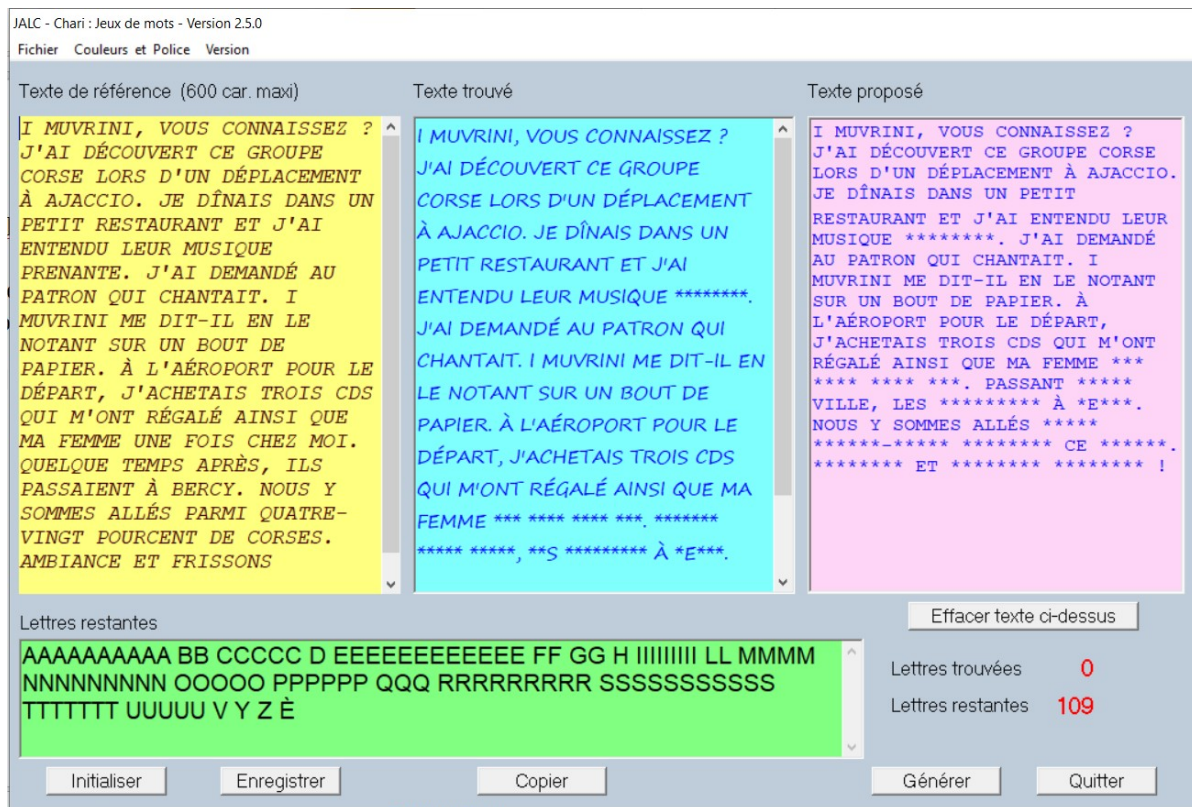 JALC - Chari : Jeux de mots - Version 2.5.0
Fichier Couleurs et Police Version
Texte de référence (600 car. maxi)
I MUVRINI, VOUS CONNAISSEZ ?
J'AI DÉCOUVERT CE GROUPE
CORSE LORS D'UN DÉPLACEMENT
À AJACCIO. JE DÎNAIS DANS UN
PETIT RESTAURANT ET J'AI
ENTENDU LEUR MUSIQUE
PRENANTE. J'AI DEMANDÉ AU
PATRON QUI CHANTAIT. I
MUVRINI ME DIT-IL EN LE
NOTANT SUR UN BOUT DE
PAPIER. À L'AÉROPORT POUR LE
DÉPART, J'ACHETAIS TROIS CDS
QUI M'ONT RÉGALÉ AINSI QUE
MA FEMME UNE FOIS CHEZ MOI.
QUELQUE TEMPS APRÈS, ILS
PASSAIENT À BERCY. NOUS Y
SOMMES ALLÉS PARMI QUATRE-
VINGT POURCENT DE CORSES.
AMBIANCE ET FRISSONS
Texte trouvé
I MUVRINI, VOUS CONNAISSEZ ?
J'AI DÉCOUVERT CE GROUPE
CORSE LORS D'UN DÉPLACEMENT
À AJACCIO. JE DÎNAIS DANS UN
PETIT RESTAURANT ET J'AI
ENTENDU LEUR MUSIQUE ********.
J'AI DEMANDÉ AU PATRON QUI
CHANTAIT. I MUVRINI ME DIT-IL EN
LE NOTANT SUR UN BOUT DE
PAPIER. À L'AÉROPORT POUR LE
DÉPART, J'ACHETAIS TROIS CDS
QUI M'ONT RÉGALÉ AINSI QUE MA
FEMME *** **** **** ***. *******
***** *****, **S ********* À *E***.
Texte proposé
I MUVRINI, VOUS CONNAISSEZ ?
J'AI DÉCOUVERT CE GROUPE CORSE
LORS D'UN DÉPLACEMENT À AJACCIO.
JE DÎNAIS DANS UN PETIT
RESTAURANT ET J'AI ENTENDU LEUR
MUSIQUE ********. J'AI DEMANDÉ
AU PATRON QUI CHANTAIT. I
MUVRINI ME DIT-IL EN LE NOTANT
SUR UN BOUT DE PAPIER. À
L'AÉROPORT POUR LE DÉPART,
J'ACHETAIS TROIS CDS QUI M'ONT
RÉGALÉ AINSI QUE MA FEMME ***
**** **** ***. PASSANT *****
VILLE, LES ********* À *E***.
NOUS Y SOMMES ALLÉS *****
******-***** ******** CE ******.
******** ET ******** ******** !
Effacer texte ci-dessus
Lettres restantes
AAAAAAAAAA BB CCCCC D EEEEEEEEEEEEE FF GG H IIIIIIIII LL MMMM
NNNNNNNNN OOOOO PPPPPP QQQ RRRRRRRRR SSSSSSSSSSS
TTTTTTT UUUUU V Y Z È
Lettres trouvées 0
Lettres restantes 109
Initialiser Enregistrer Copier Générer Quitter